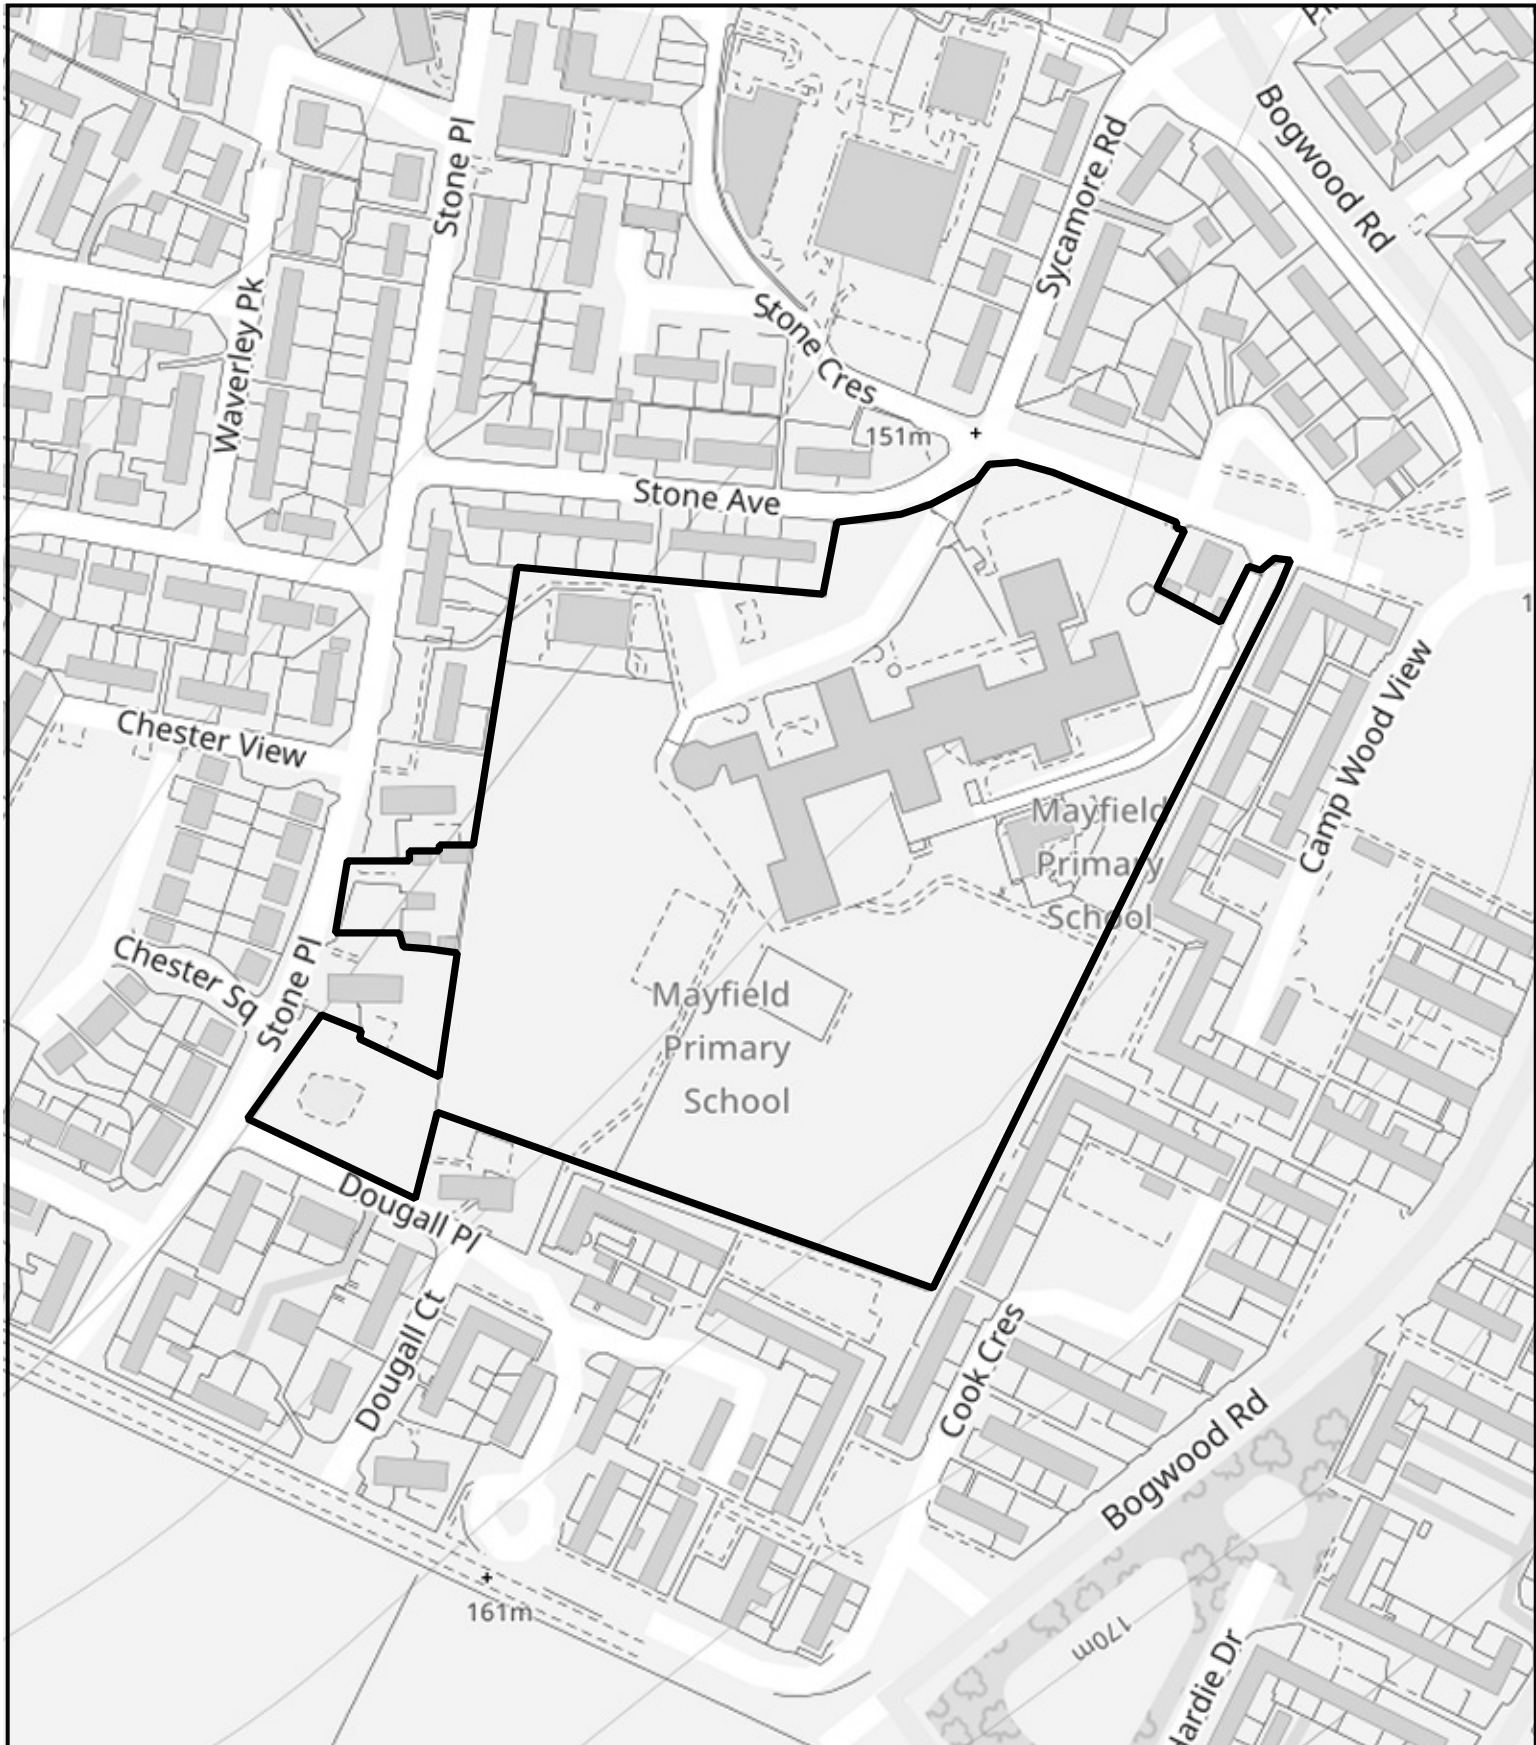 Bogwood Rd
Stone Pl
Sycamore Rd
Waverley Pk
Stone Cres
151m
Stone Ave
Chester View
Camp Wood View
Mayfield
Primary
School
Chester Sq
Stone Pl
Mayfield
Primary
School
Dougall Pl
Dougall Ct
Cook Cres
Bogwood Rd
161m
170m
Hardie Dr